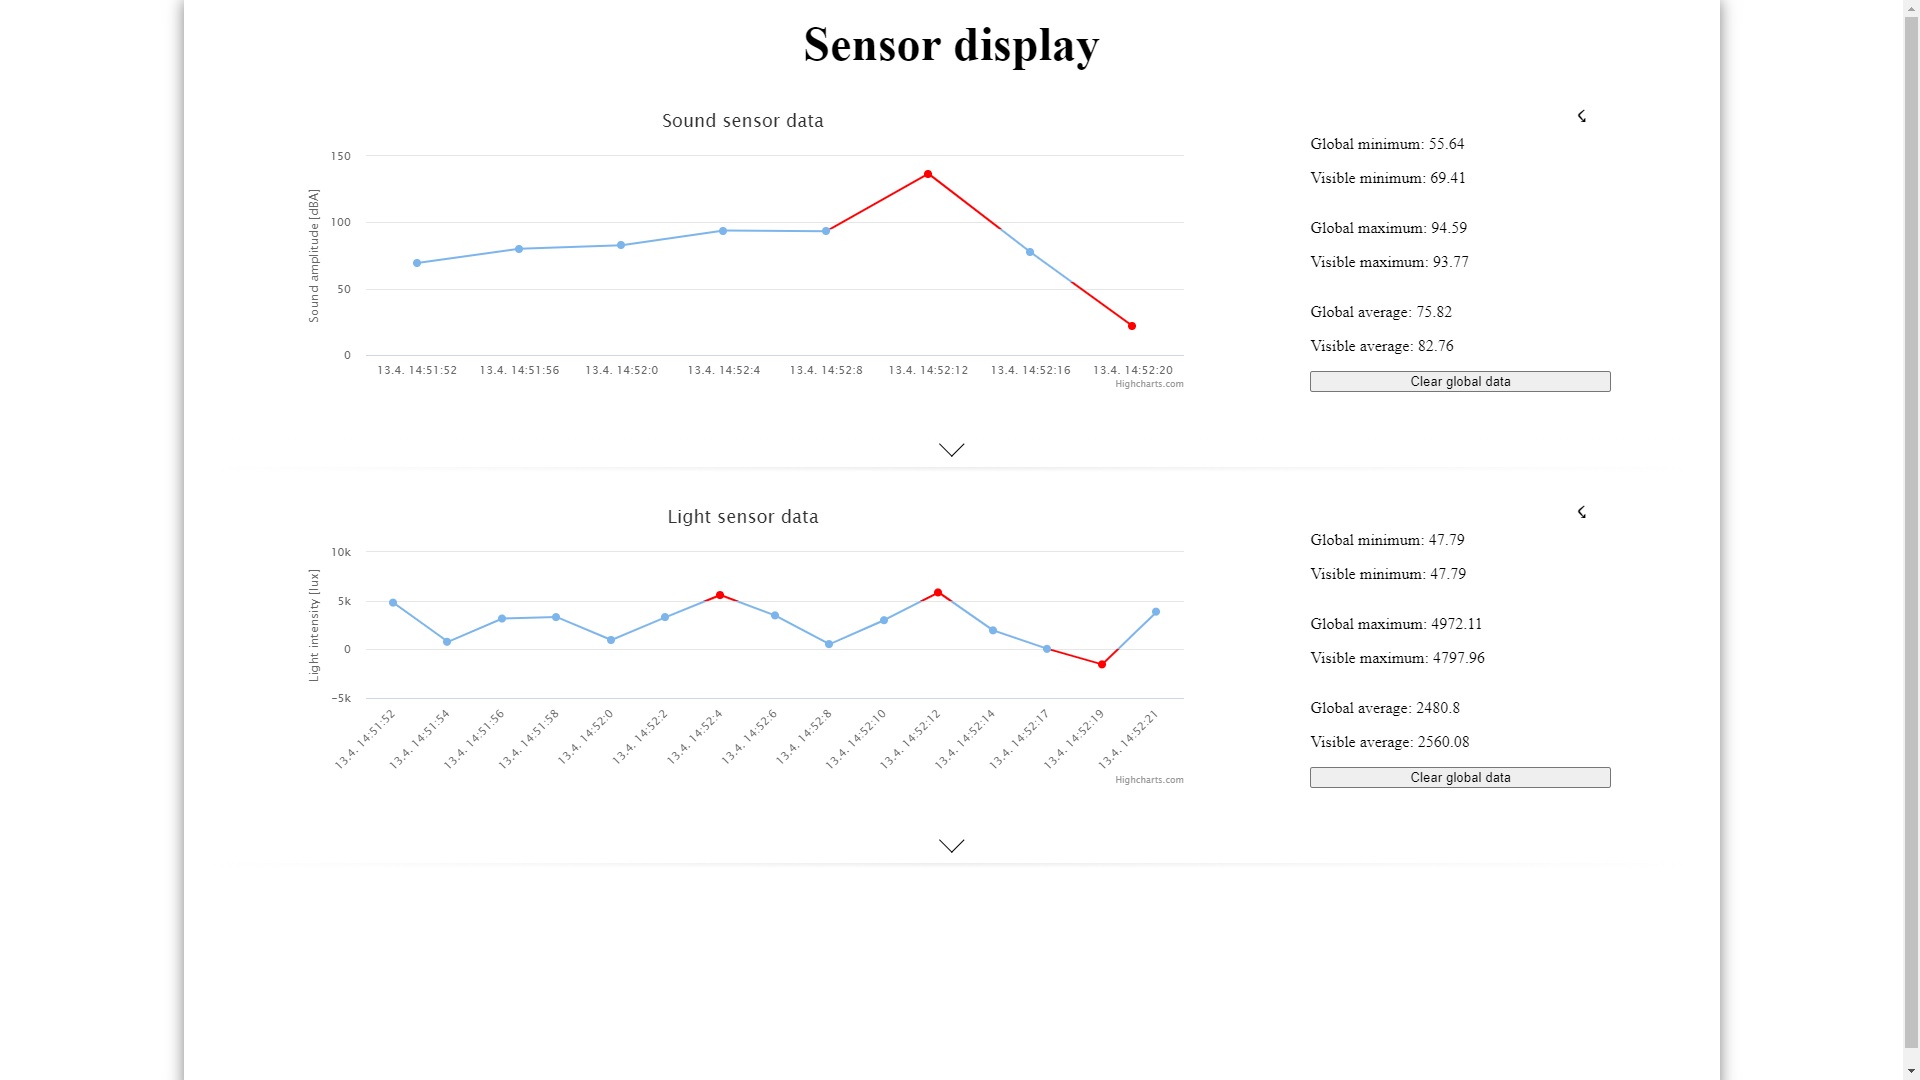 Sensor display
Sound sensor data
Sound amplitude [dBA]
150
100
50
0
13.4. 14:51:52
13.4. 14:51:56
13.4. 14:52:0
13.4. 14:52:4
13.4. 14:52:8
13.4. 14:52:12
13.4. 14:52:16
13.4. 14:52:20
Highcharts.com
Global minimum: 55.64
Visible minimum: 69.41
Global maximum: 94.59
Visible maximum: 93.77
Global average: 75.82
Visible average: 82.76
Clear global data
Light sensor data
Light intensity [lux]
10k
5k
0
−5k
13.4. 14:51:52
13.4. 14:51:54
13.4. 14:51:56
13.4. 14:51:58
13.4. 14:52:0
13.4. 14:52:2
13.4. 14:52:4
13.4. 14:52:6
13.4. 14:52:8
13.4. 14:52:10
13.4. 14:52:12
13.4. 14:52:14
13.4. 14:52:17
13.4. 14:52:19
13.4. 14:52:21
Highcharts.com
Global minimum: 47.79
Visible minimum: 47.79
Global maximum: 4972.11
Visible maximum: 4797.96
Global average: 2480.8
Visible average: 2560.08
Clear global data